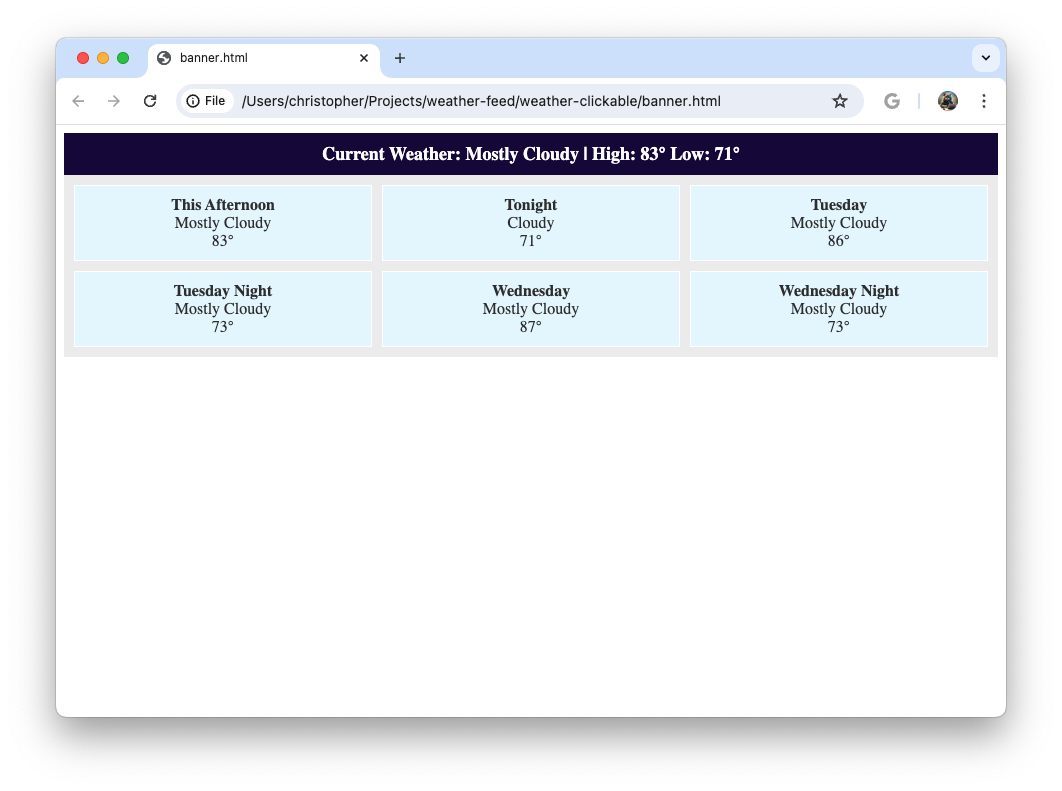 banner.html
File /Users/christopher/Projects/weather-feed/weather-clickable/banner.html
Current Weather: Mostly Cloudy | High: 83° Low: 71°
This Afternoon
Mostly Cloudy
83°
Tonight
Cloudy
71°
Tuesday
Mostly Cloudy
86°
Tuesday Night
Mostly Cloudy
73°
Wednesday
Mostly Cloudy
87°
Wednesday Night
Mostly Cloudy
73°